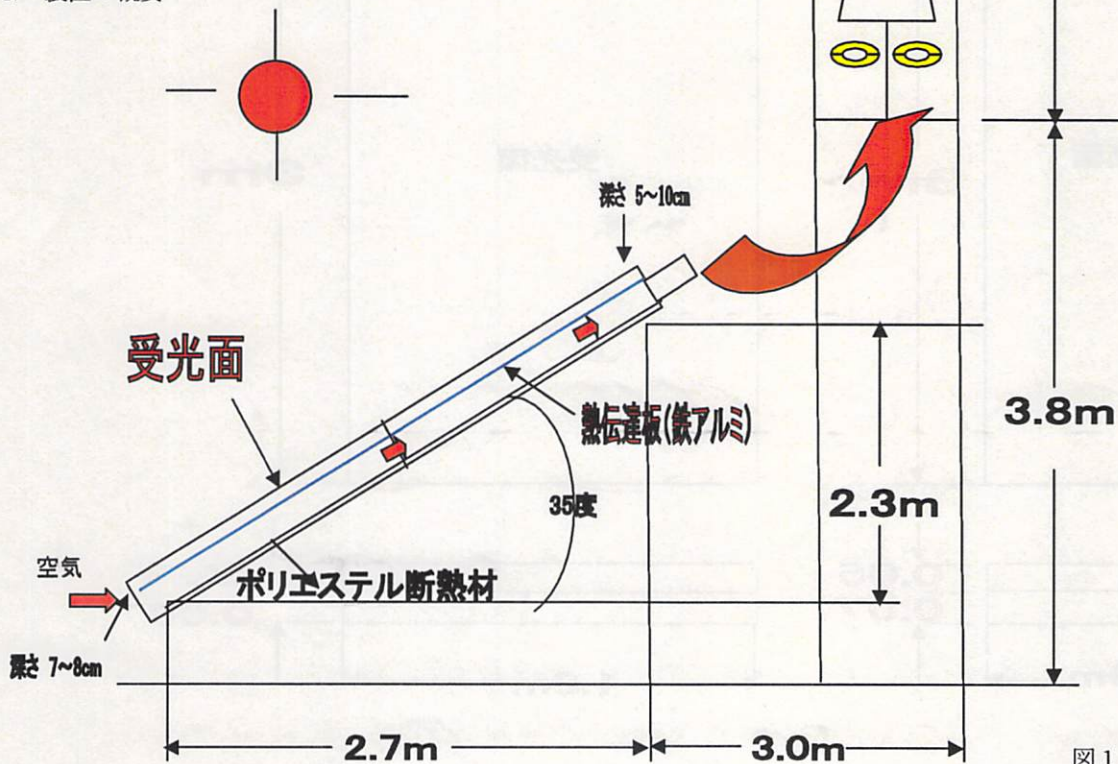 深さ 5~10cm
受光面
熱伝達板(鉄アルミ)
3.8m
35度
2.3m
空気
ポリエステル断熱材
深さ 7~8cm
2.7m
3.0m
図1